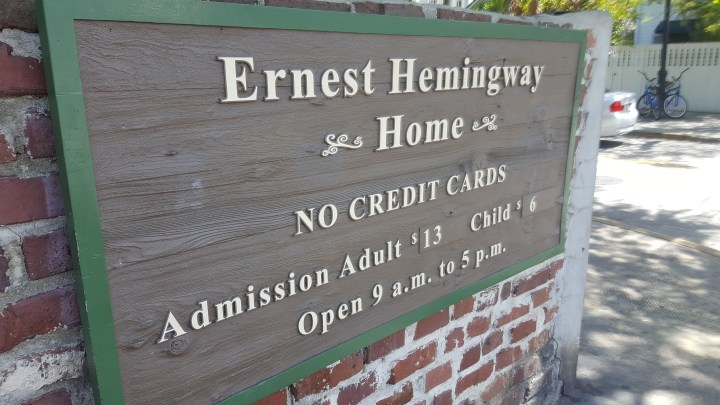 Ernest Hemingway
Home
NO CREDIT CARDS
Admission Adult $13 Child $6
Open 9 a.m. to 5 p.m.